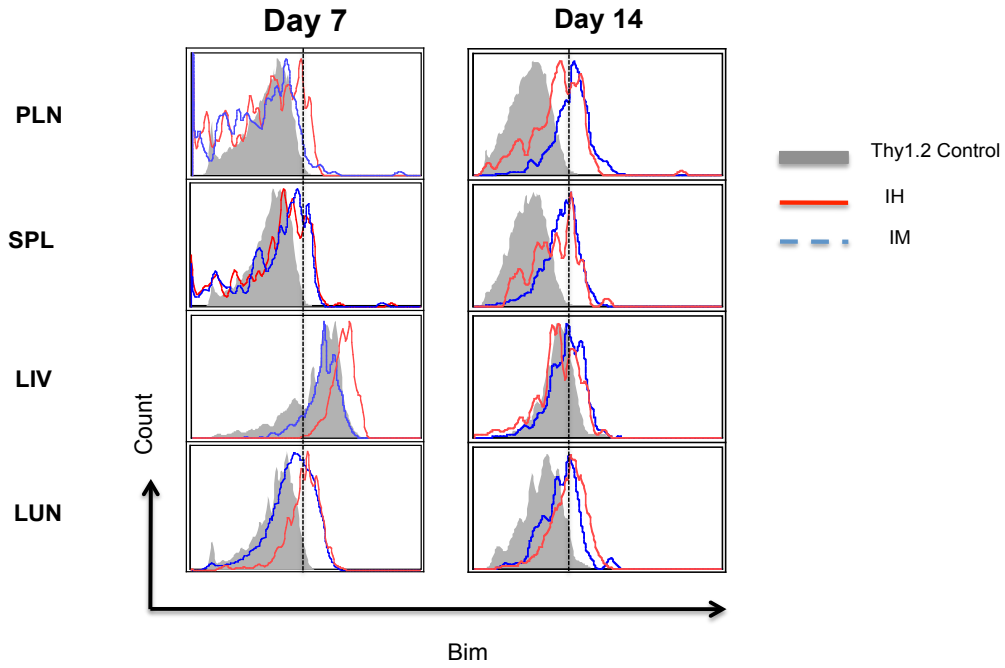 Day 7
Day 14
PLN
Thy1.2 Control
IH
SPL
IM
LIV
Count
LUN
Bim